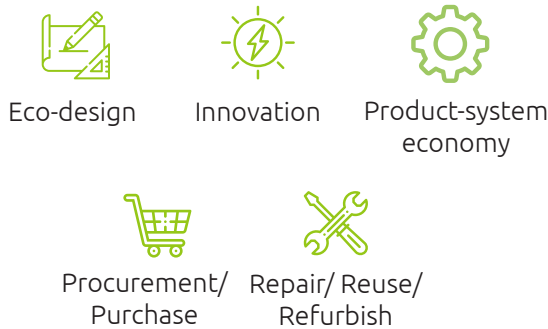 Eco-design
Innovation
Product-system
economy
Procurement/
Purchase
Repair/ Reuse/
Refurbish